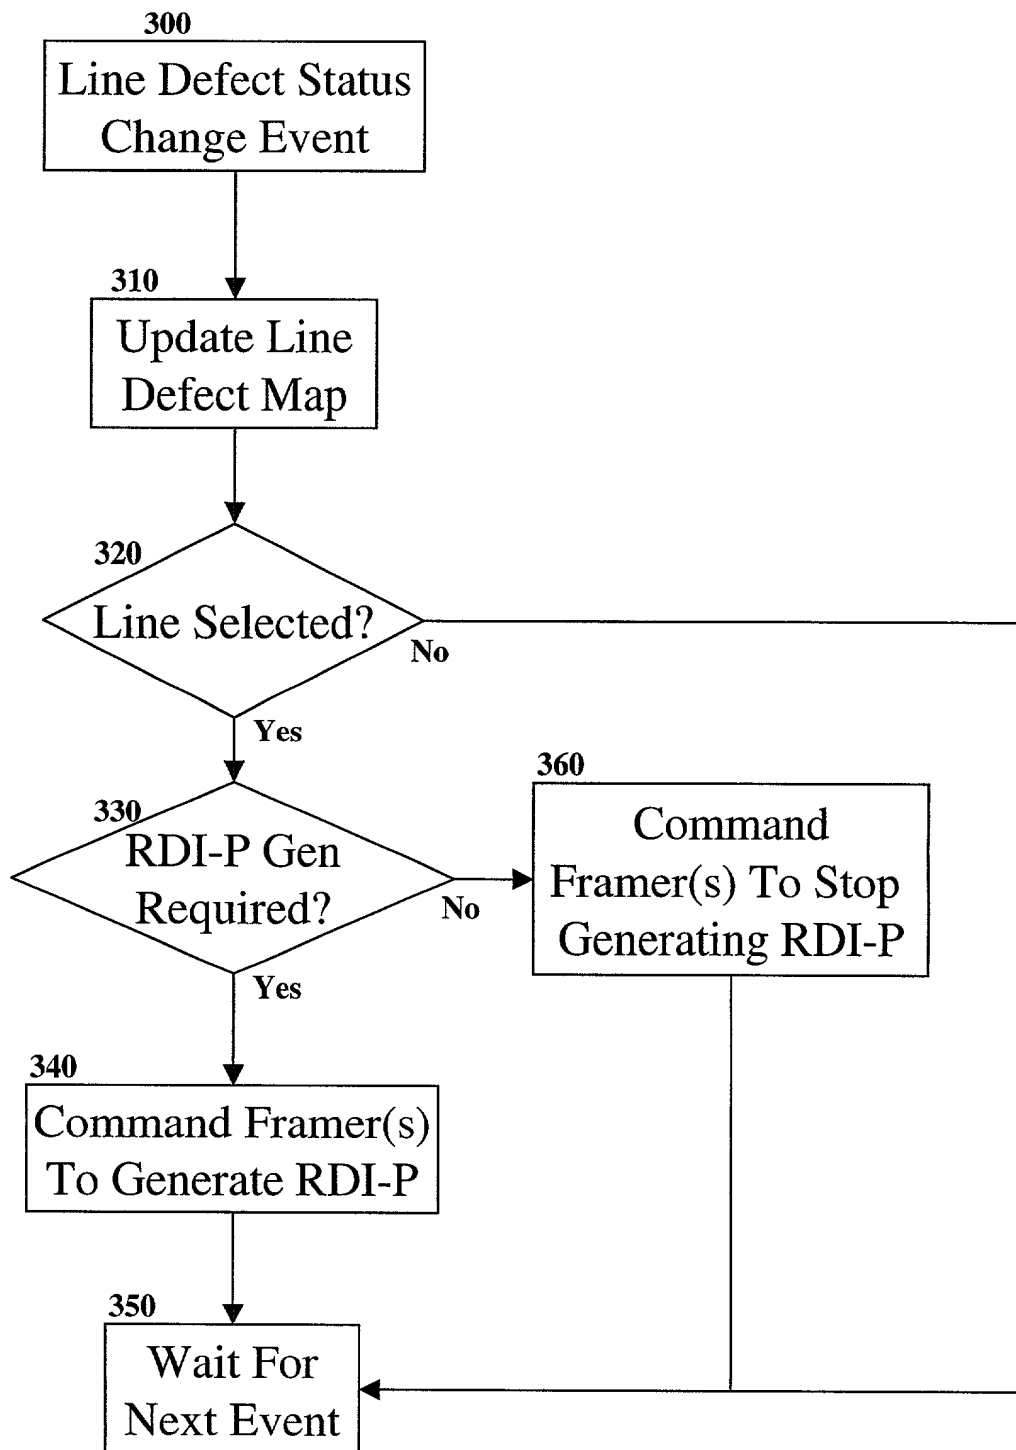 300
Line Defect Status
Change Event
310
Update Line
Defect Map
320
Line Selected?
No
Yes
330
RDI-P Gen
Required?
No
Yes
360
Command
Framer(s) To Stop
Generating RDI-P
340
Command Framer(s)
To Generate RDI-P
350
Wait For
Next Event